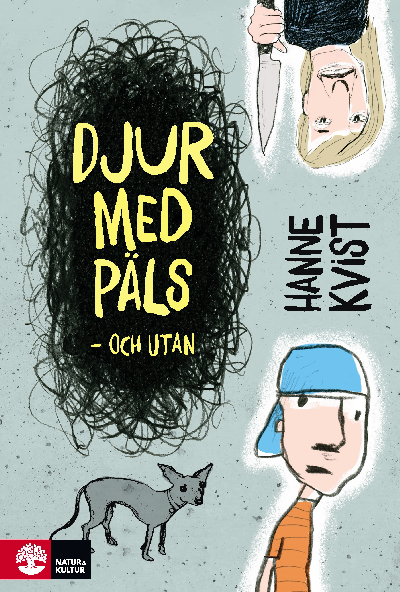 DJUR
MED
PÄLS
– OCH UTAN
HANNE
KViST
NATUR &
KULTUR